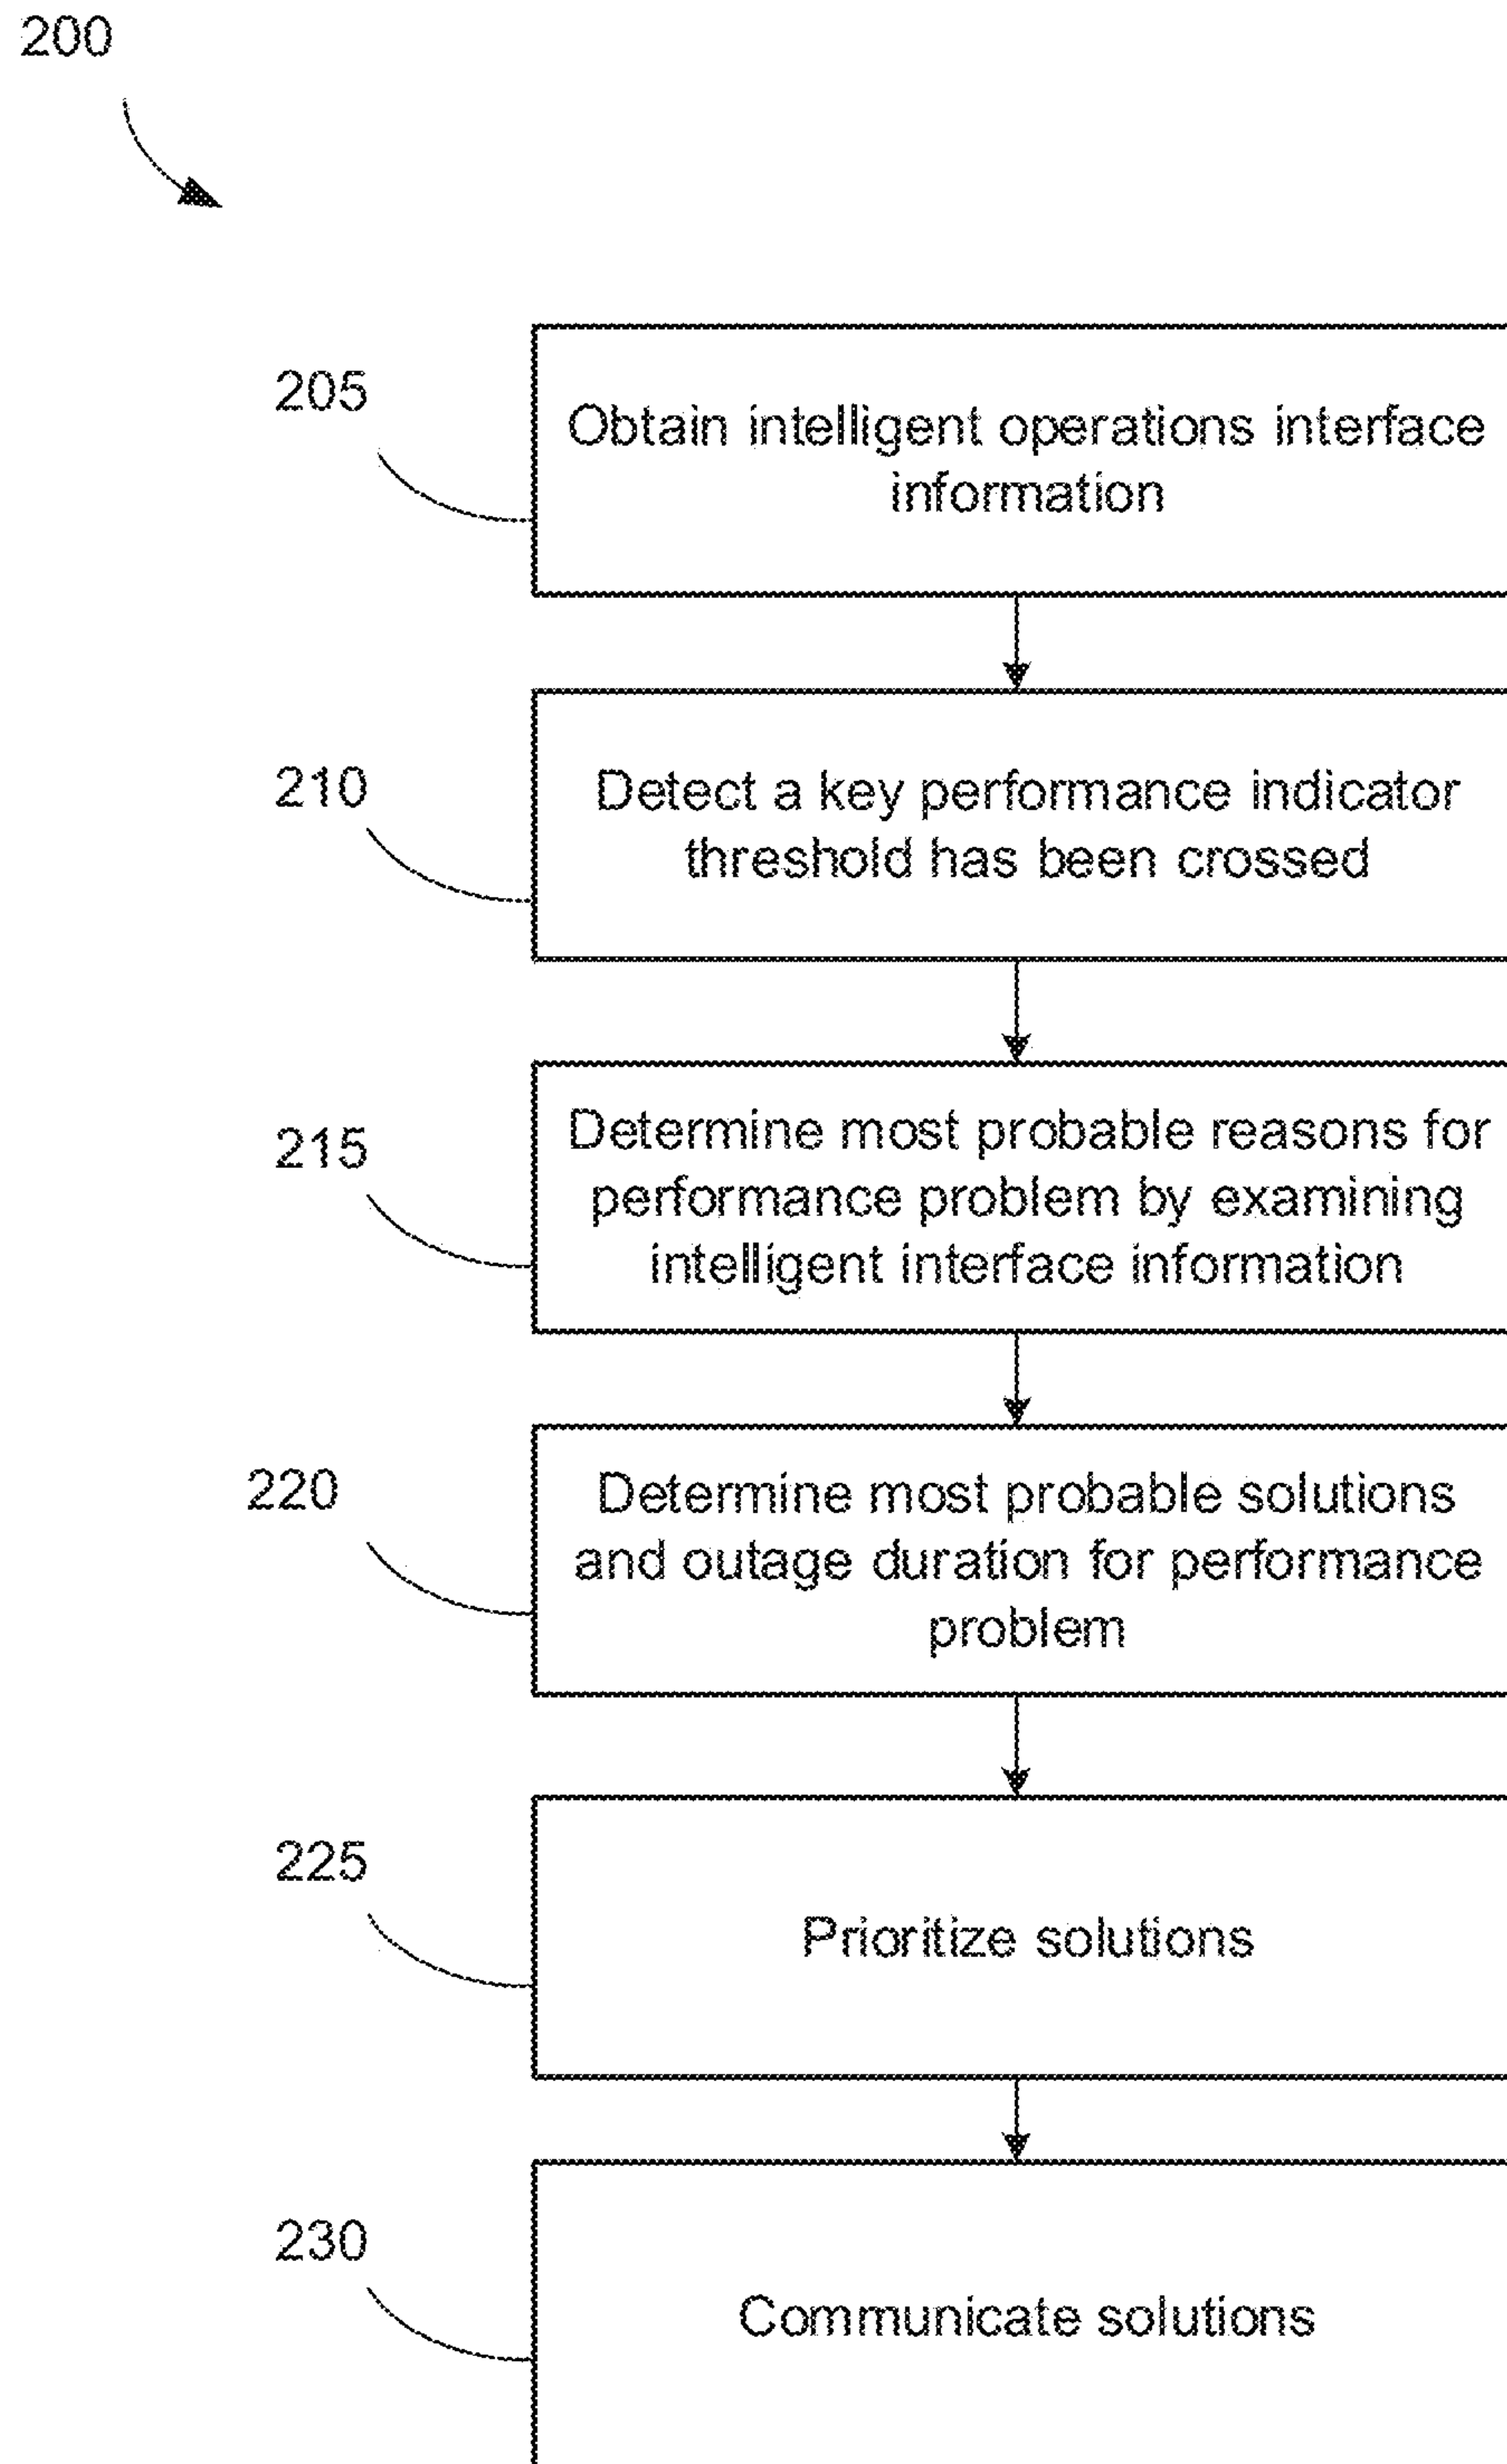 200
205
Obtain intelligent operations interface
information
210
Detect a key performance indicator
threshold has been crossed
215
Determine most probable reasons for
performance problem by examining
intelligent interface information
220
Determine most probable solutions
and outage duration for performance
problem
225
Prioritize solutions
230
Communicate solutions